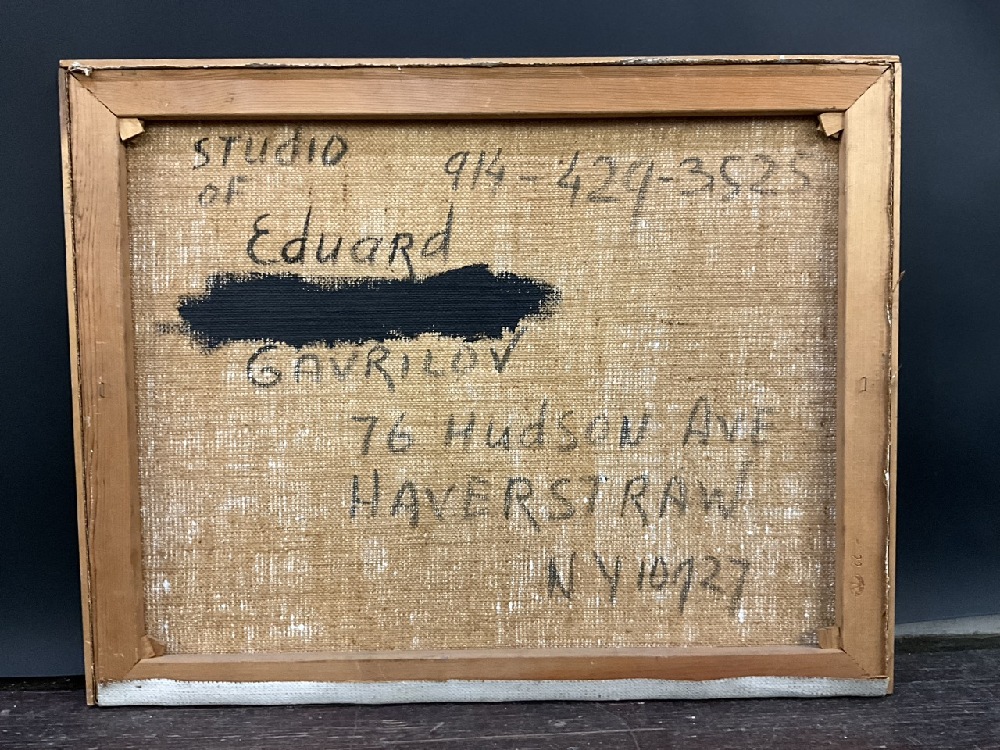 STUdIO
OF
914-429-3525
EduaRd
GAVRILOV
76 HudSON AVE
HAVERSTRAW
NY 10927